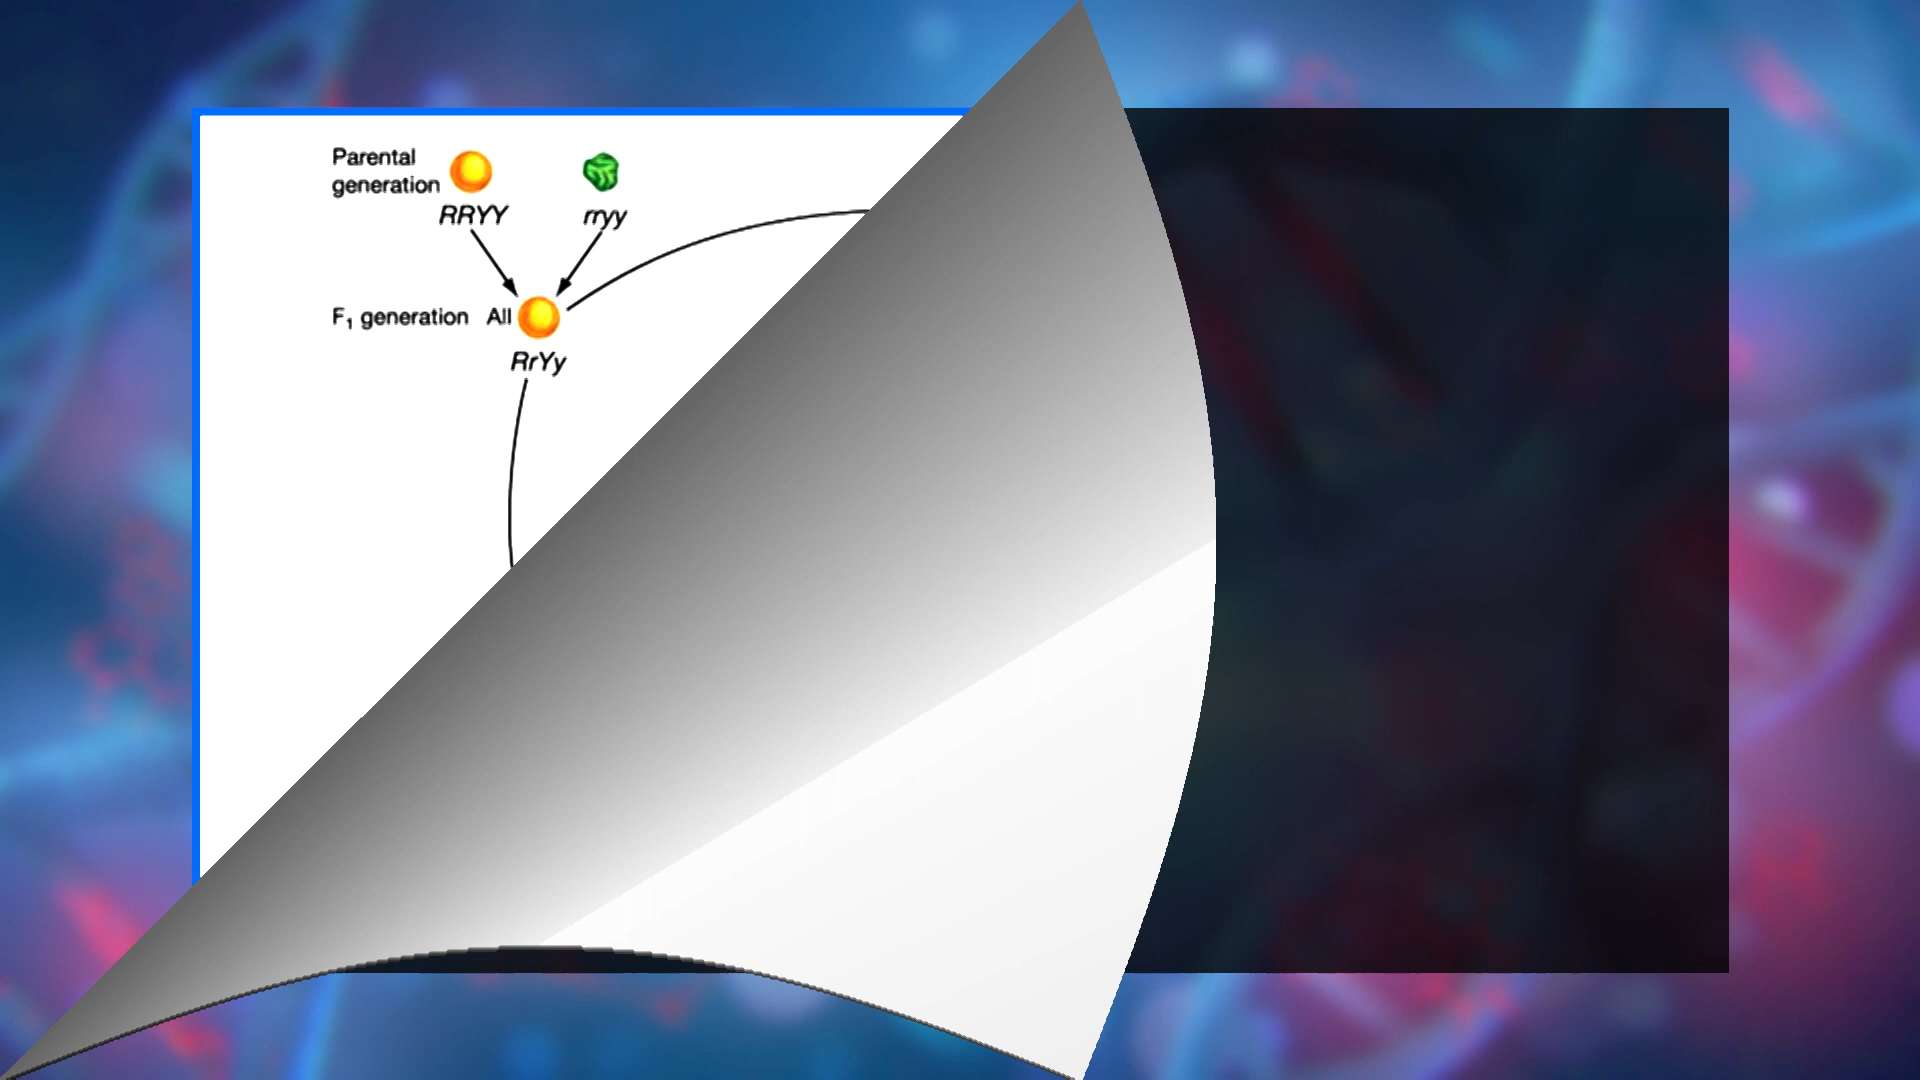 Parental
generation
RRYY rryy
F₁ generation All
RrYy